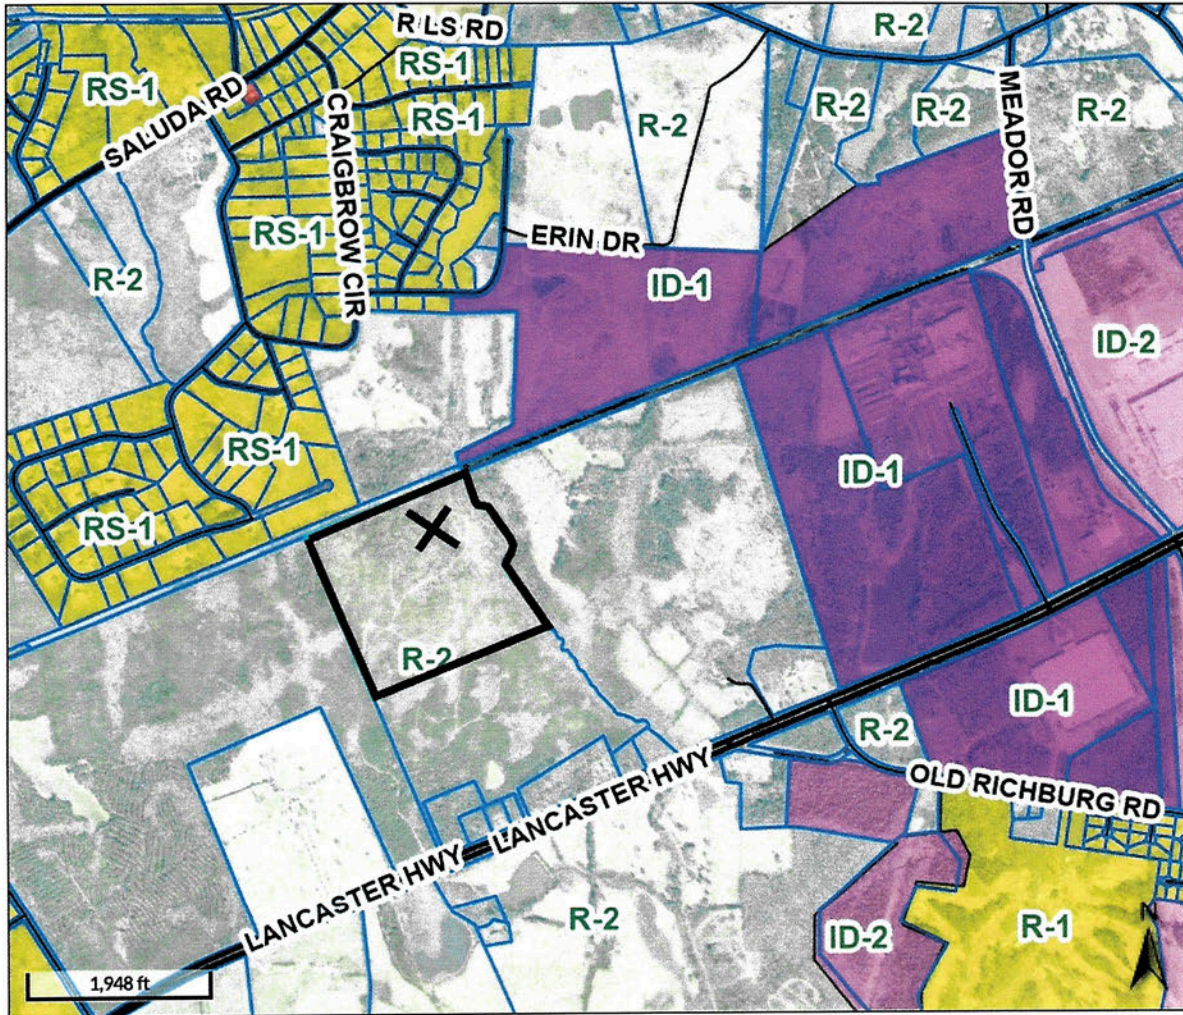 R LS RD
R-2
RS-1
RS-1
SALUDA RD
CRAIGBROW CIR
RS-1
R-2
R-2
R-2
R-2
MEADOR RD
RS-1
ERIN DR
R-2
ID-1
ID-2
RS-1
RS-1
ID-1
X
R-2
ID-1
R-2
OLD RICHBURG RD
LANCASTER HWY
LANCASTER HWY
R-2
ID-2
R-1
N
1,948 ft